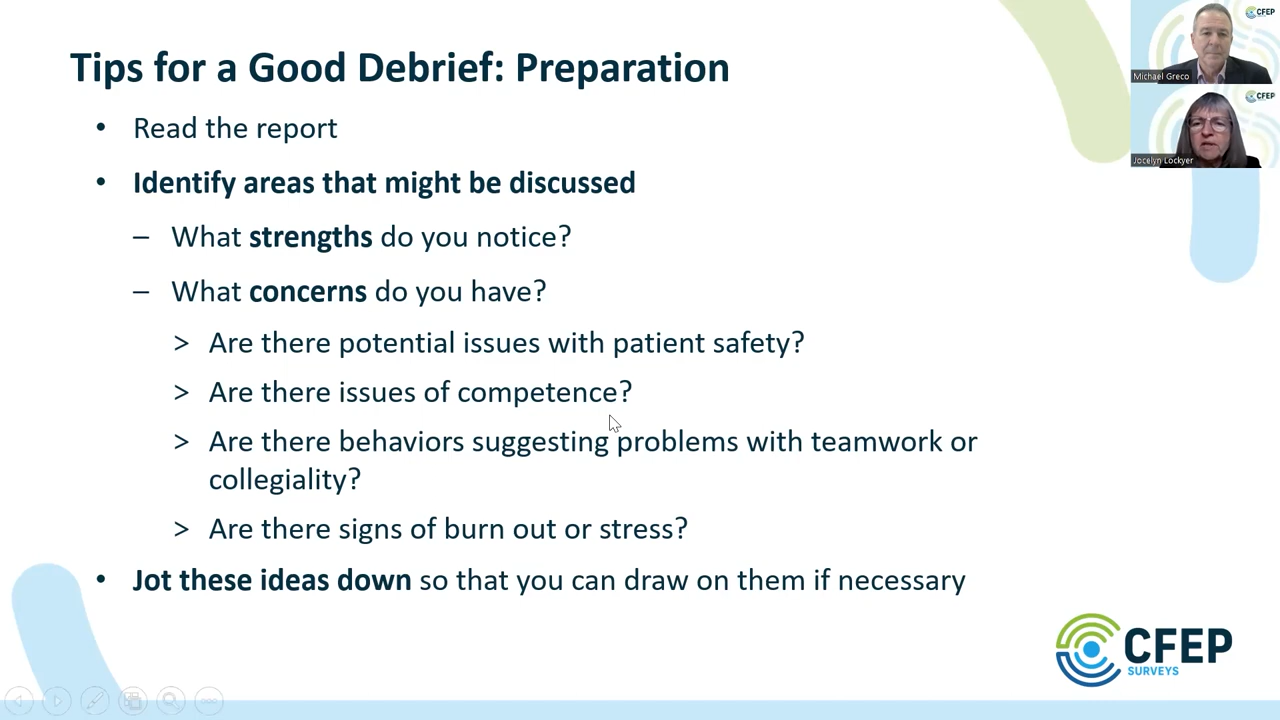 Tips for a Good Debrief: Preparation
• Read the report
• Identify areas that might be discussed
– What strengths do you notice?
– What concerns do you have?
> Are there potential issues with patient safety?
> Are there issues of competence?
> Are there behaviors suggesting problems with teamwork or
collegiality?
> Are there signs of burn out or stress?
• Jot these ideas down so that you can draw on them if necessary
CFEP
Michael Greco
CFEP
Jocelyn Lockyer
CFEP
SURVEYS